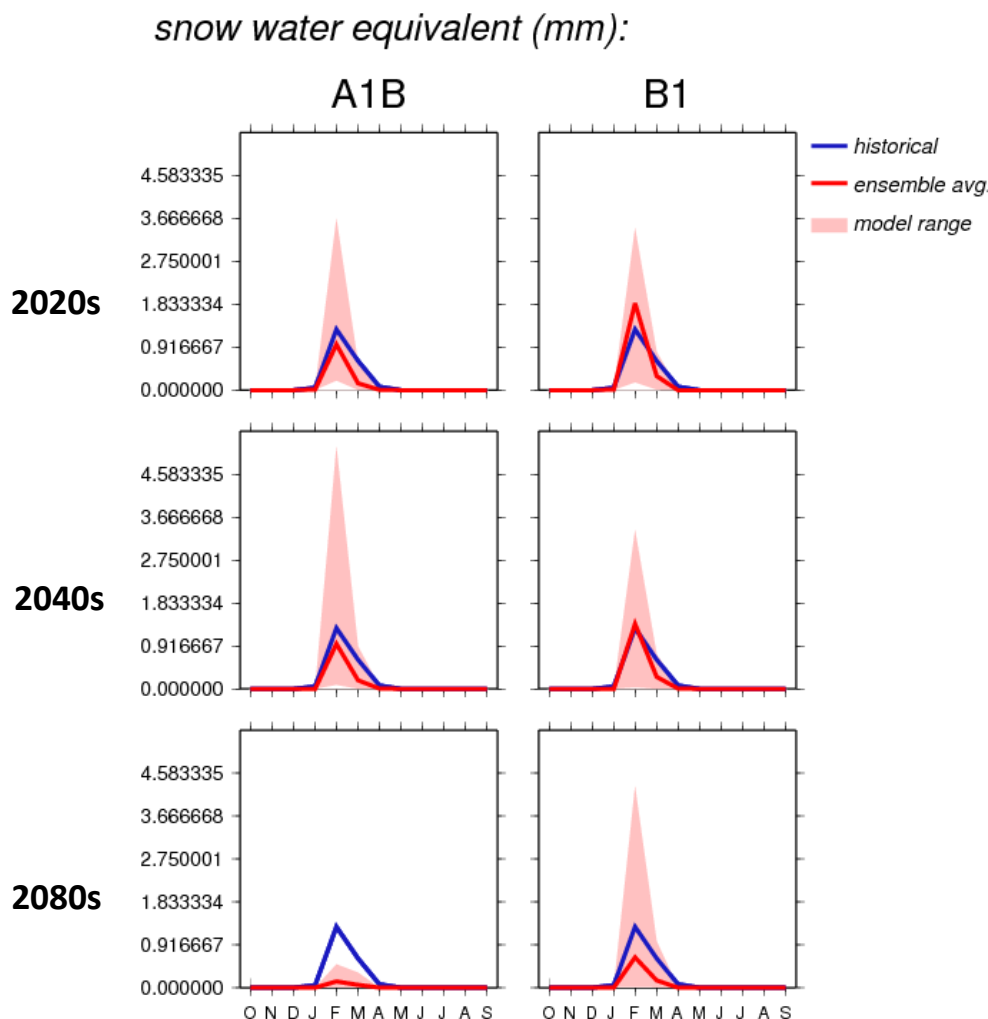 snow water equivalent (mm):
A1B
B1
historical
ensemble avg.
model range
2020s
4.583335
3.666668
2.750001
1.833334
0.916667
0.000000
2040s
4.583335
3.666668
2.750001
1.833334
0.916667
0.000000
2080s
4.583335
3.666668
2.750001
1.833334
0.916667
0.000000
O N D J F M A M J J A S
O N D J F M A M J J A S